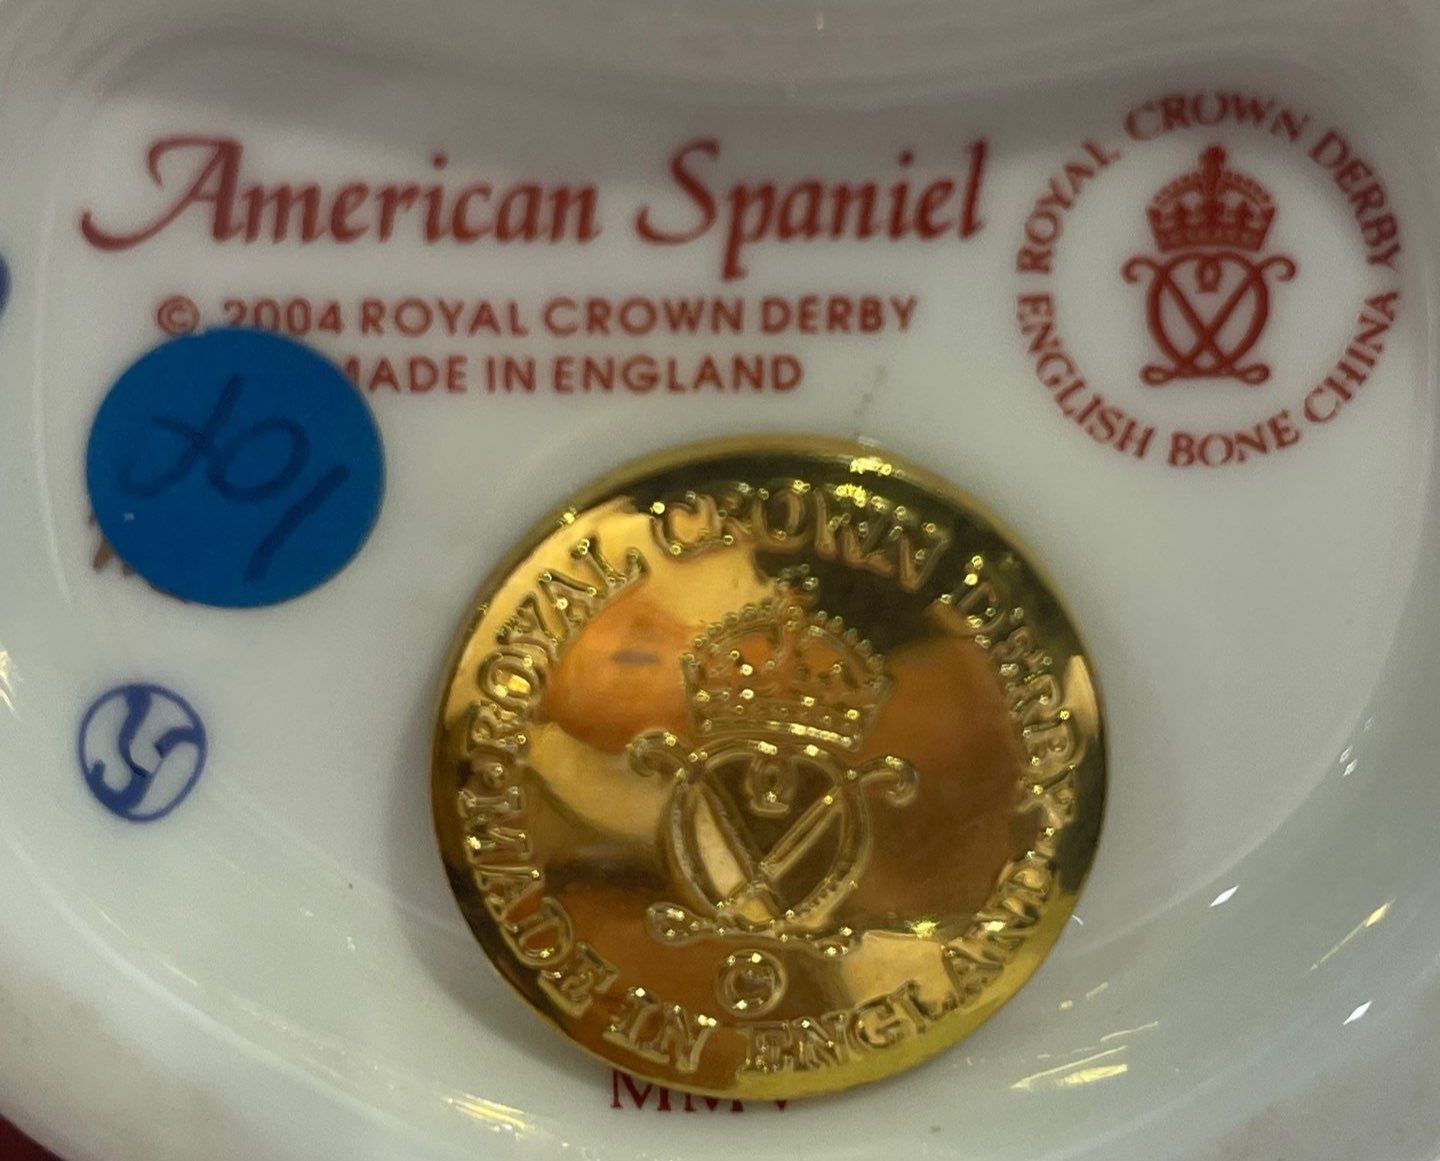 American Spaniel
© 2004 ROYAL CROWN DERBY
MADE IN ENGLAND
ROYAL CROWN DERBY
ENGLISH BONE CHINA
ROYAL CROWN DERBY
MADE IN ENGLAND
©
MMV